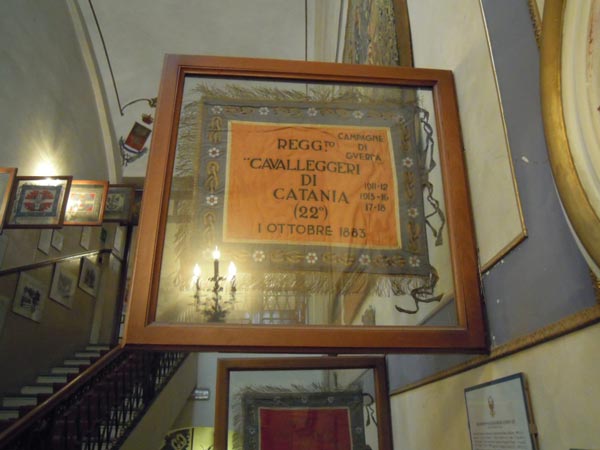 REGG.TO
"CAVALLEGGERI
DI
CATANIA
(22°)
1 OTTOBRE 1883
CAMPAGNE
DI
GUERRA
1911-12
1915-16
17-18